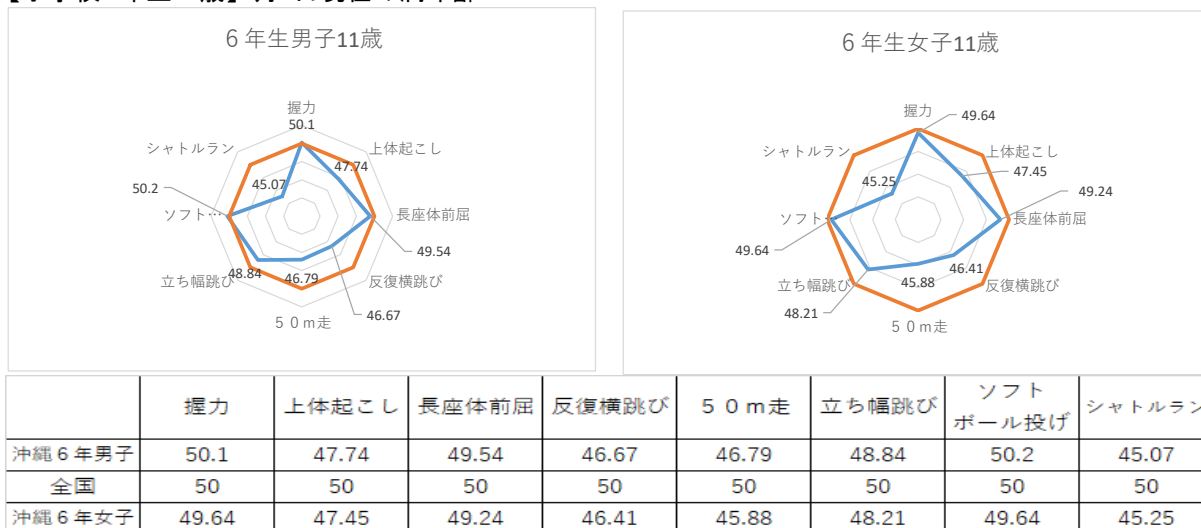 6年生男子11歳
握力
50.1
シャトルラン
上体起こし
47.74
45.07
50.2
ソフト…
長座体前屈
49.54
48.84
46.79
立ち幅跳び
反復横跳び
46.67
50m走
6年生女子11歳
握力
49.64
シャトルラン
上体起こし
47.45
45.25
49.24
ソフト…
長座体前屈
49.64
46.41
45.88
立ち幅跳び
反復横跳び
48.21
50m走
握力 上体起こし 長座体前屈 反復横跳び 50m走 立ち幅跳び ソフト ボール投げ シャトルラン
沖縄6年男子 50.1 47.74 49.54 46.67 46.79 48.84 50.2 45.07
全国 50 50 50 50 50 50 50 50
沖縄6年女子 49.64 47.45 49.24 46.41 45.88 48.21 49.64 45.25